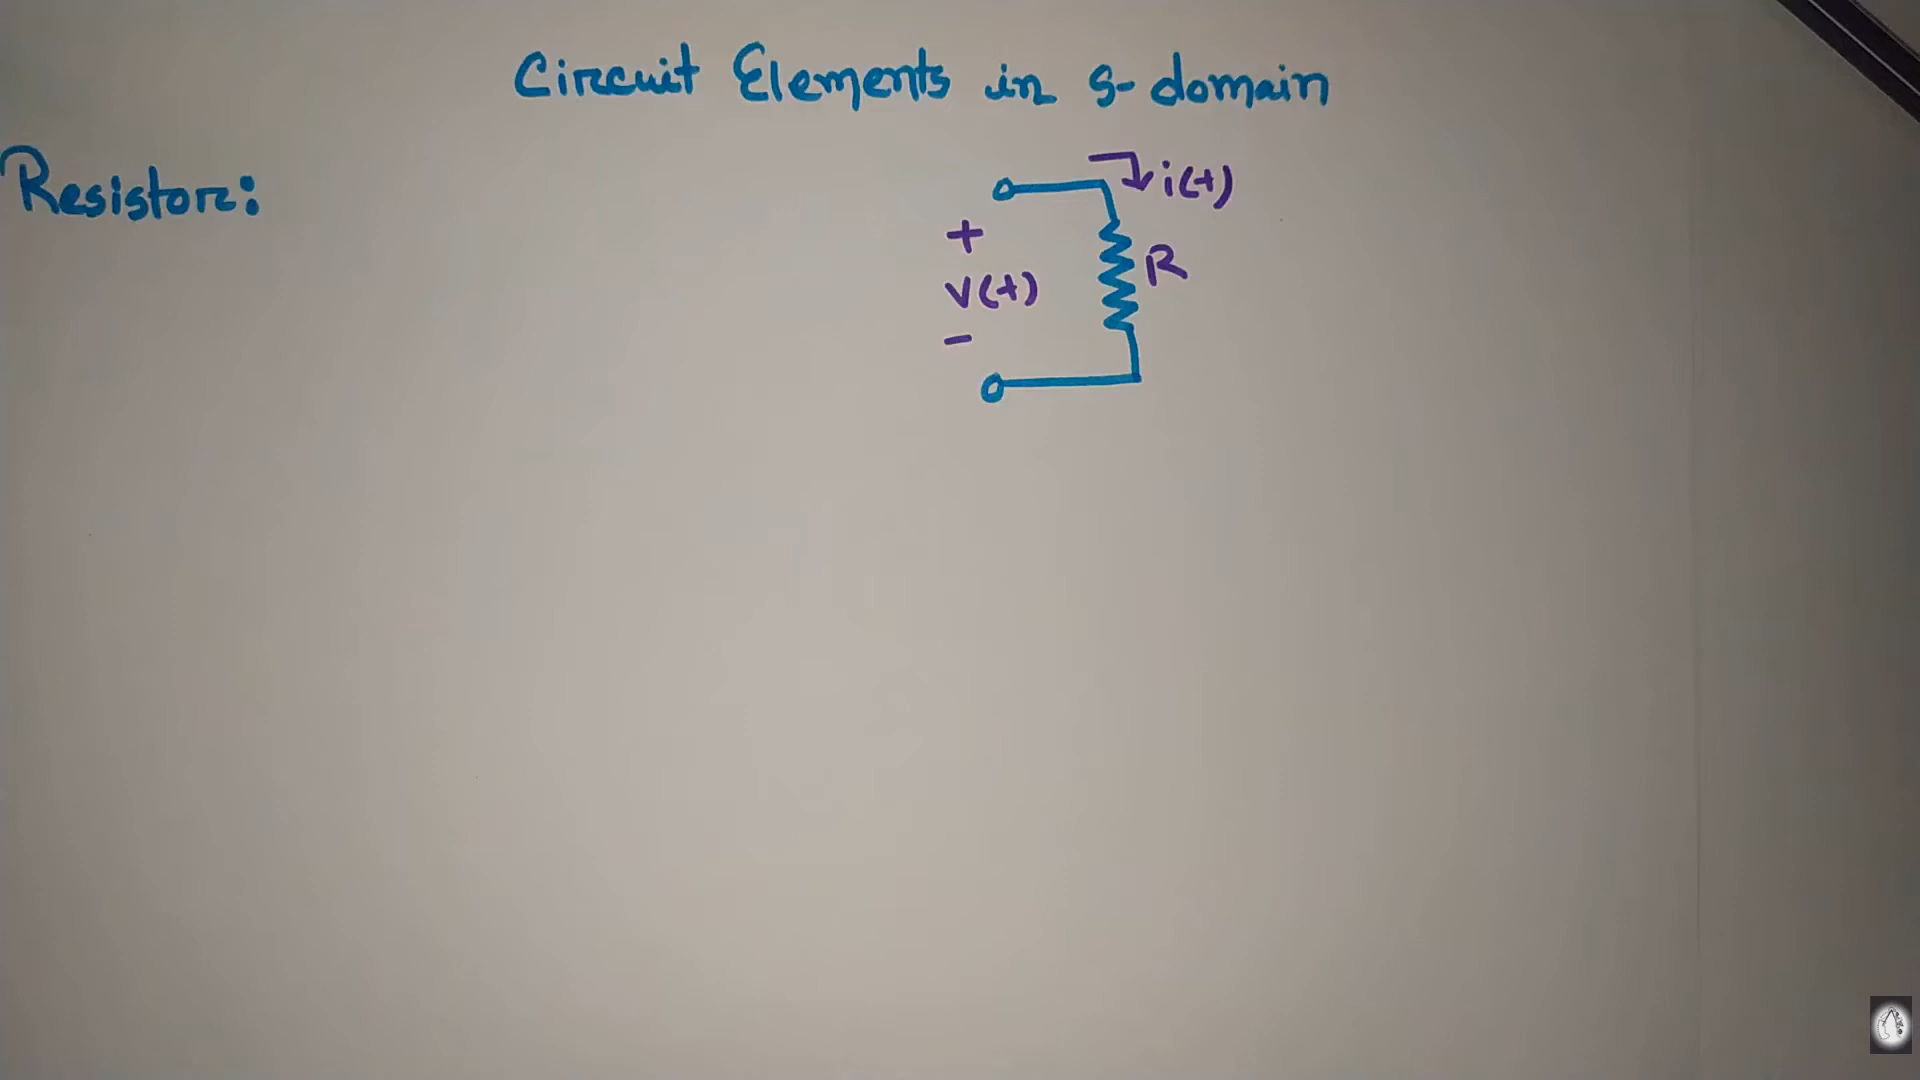 Circuit Elements in s-domain
Resistor:
i(t)
+
v(t)
-
R